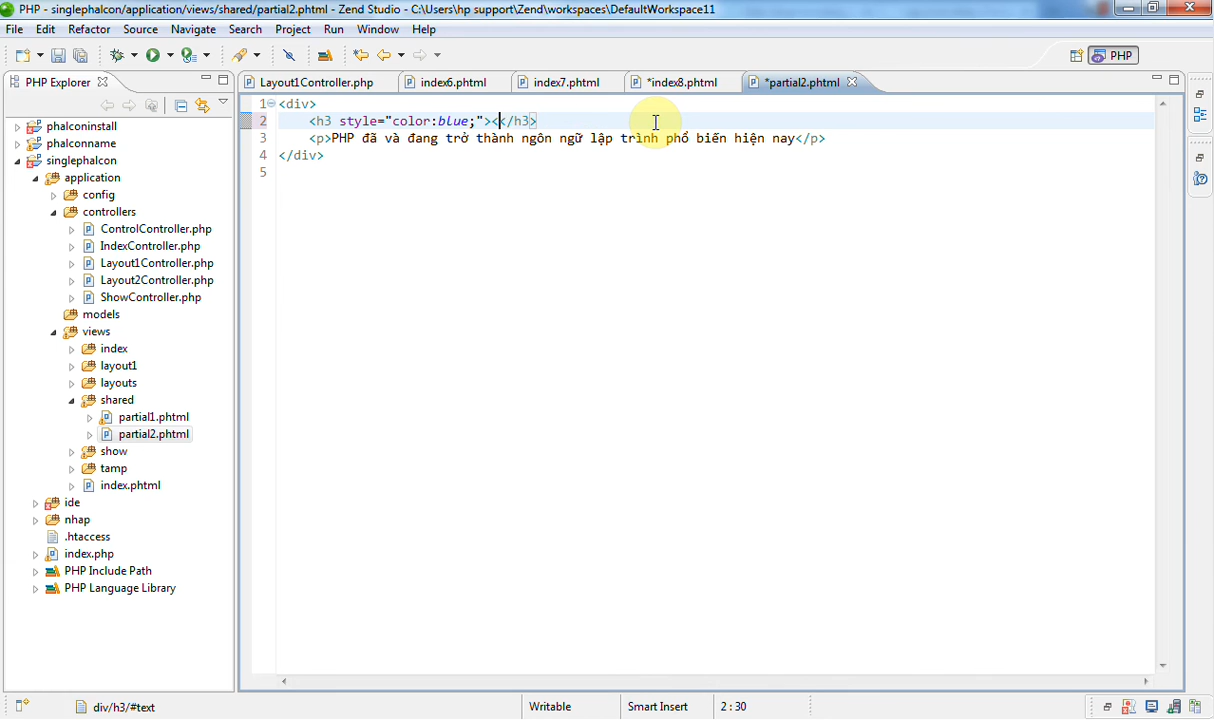 PHP - singlephalcon/application/views/shared/partial2.phtml - Zend Studio - C:\Users\hp support\Zend\workspaces\DefaultWorkspace11
File Edit Refactor Source Navigate Search Project Run Window Help
PHP
PHP Explorer
Layout1Controller.php
index6.phtml
index7.phtml
*index8.phtml
*partial2.phtml
phalconinstall
phalconname
singlephalcon
application
config
controllers
ControlController.php
IndexController.php
Layout1Controller.php
Layout2Controller.php
ShowController.php
models
views
index
layout1
layouts
shared
partial1.phtml
partial2.phtml
show
tamp
index.phtml
ide
nhap
.htaccess
index.php
PHP Include Path
PHP Language Library
1 <div>
2 <h3 style="color:blue;"><</h3>
3 <p>PHP đã và đang trở thành ngôn ngữ lập trình phổ biến hiện nay</p>
4 </div>
5
div/h3/#text
Writable
Smart Insert
2 : 30